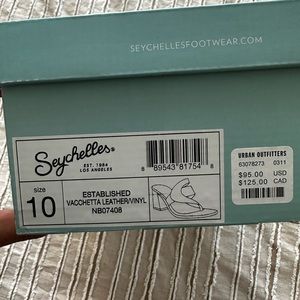 SEYCHELLESFOOTWEAR.COM
Seychelles®
EST. 1984
LOS ANGELES
8 89543 81754 8
size
10
ESTABLISHED
VACCHETTA LEATHER/VINYL
NB07408
URBAN OUTFITTERS
63078273 0311
$95.00 USD
$125.00 CAD